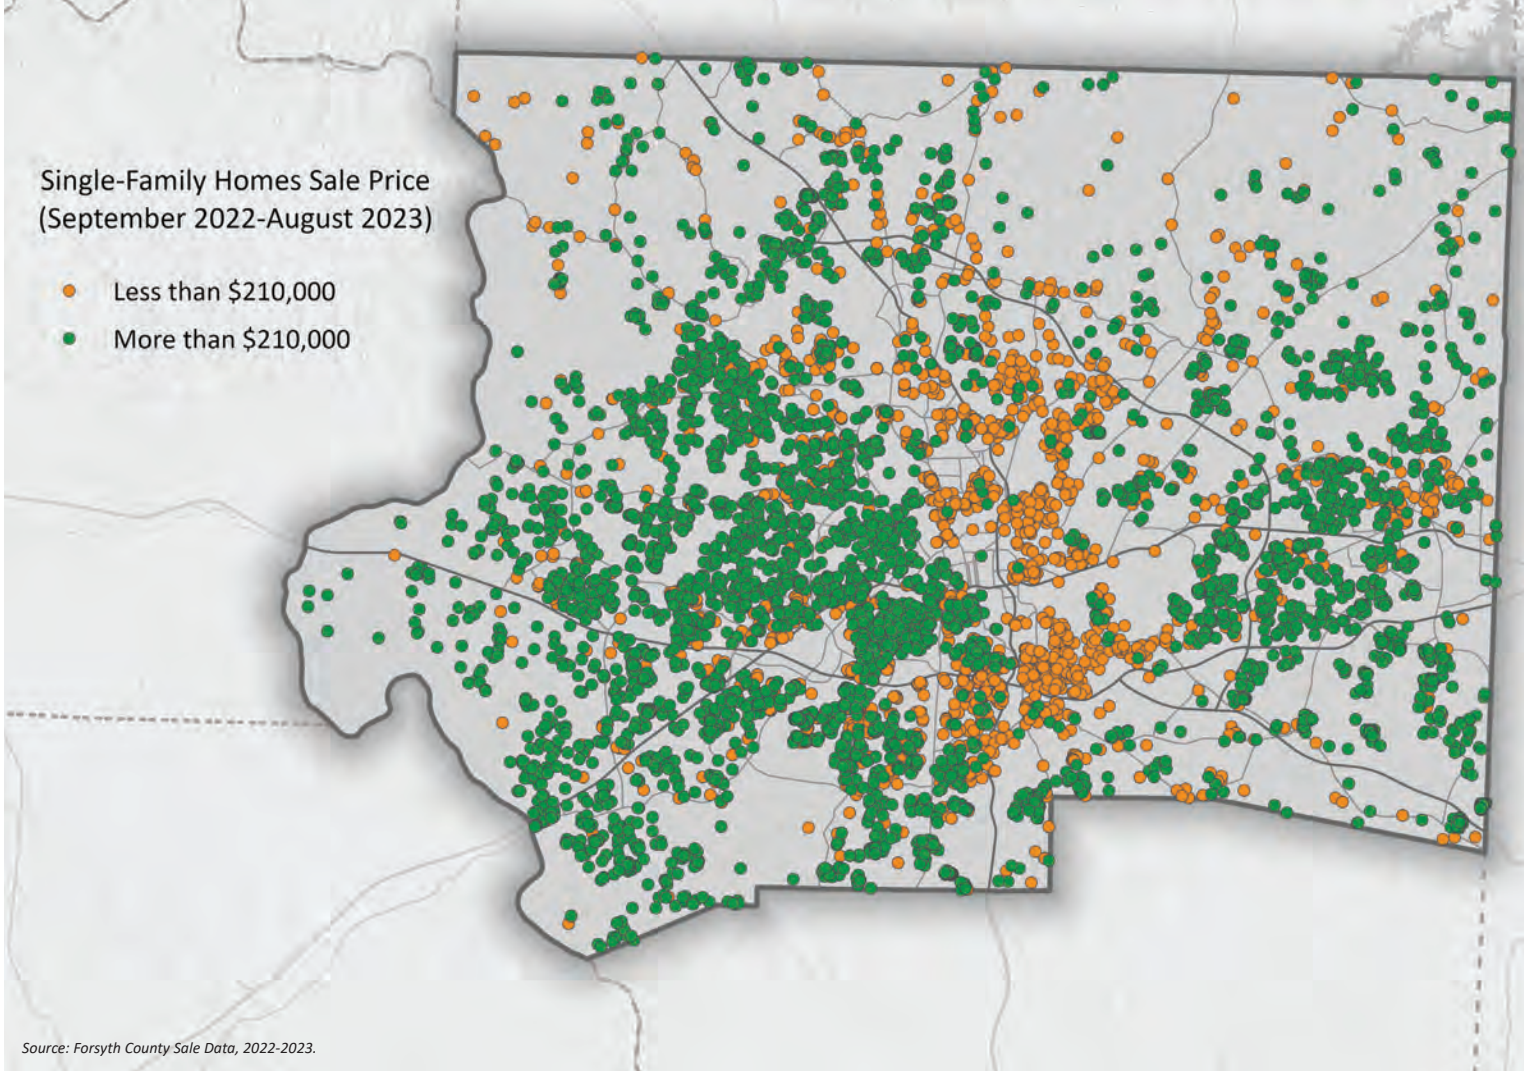 Single-Family Homes Sale Price
(September 2022-August 2023)
Less than $210,000
More than $210,000
Source: Forsyth County Sale Data, 2022-2023.